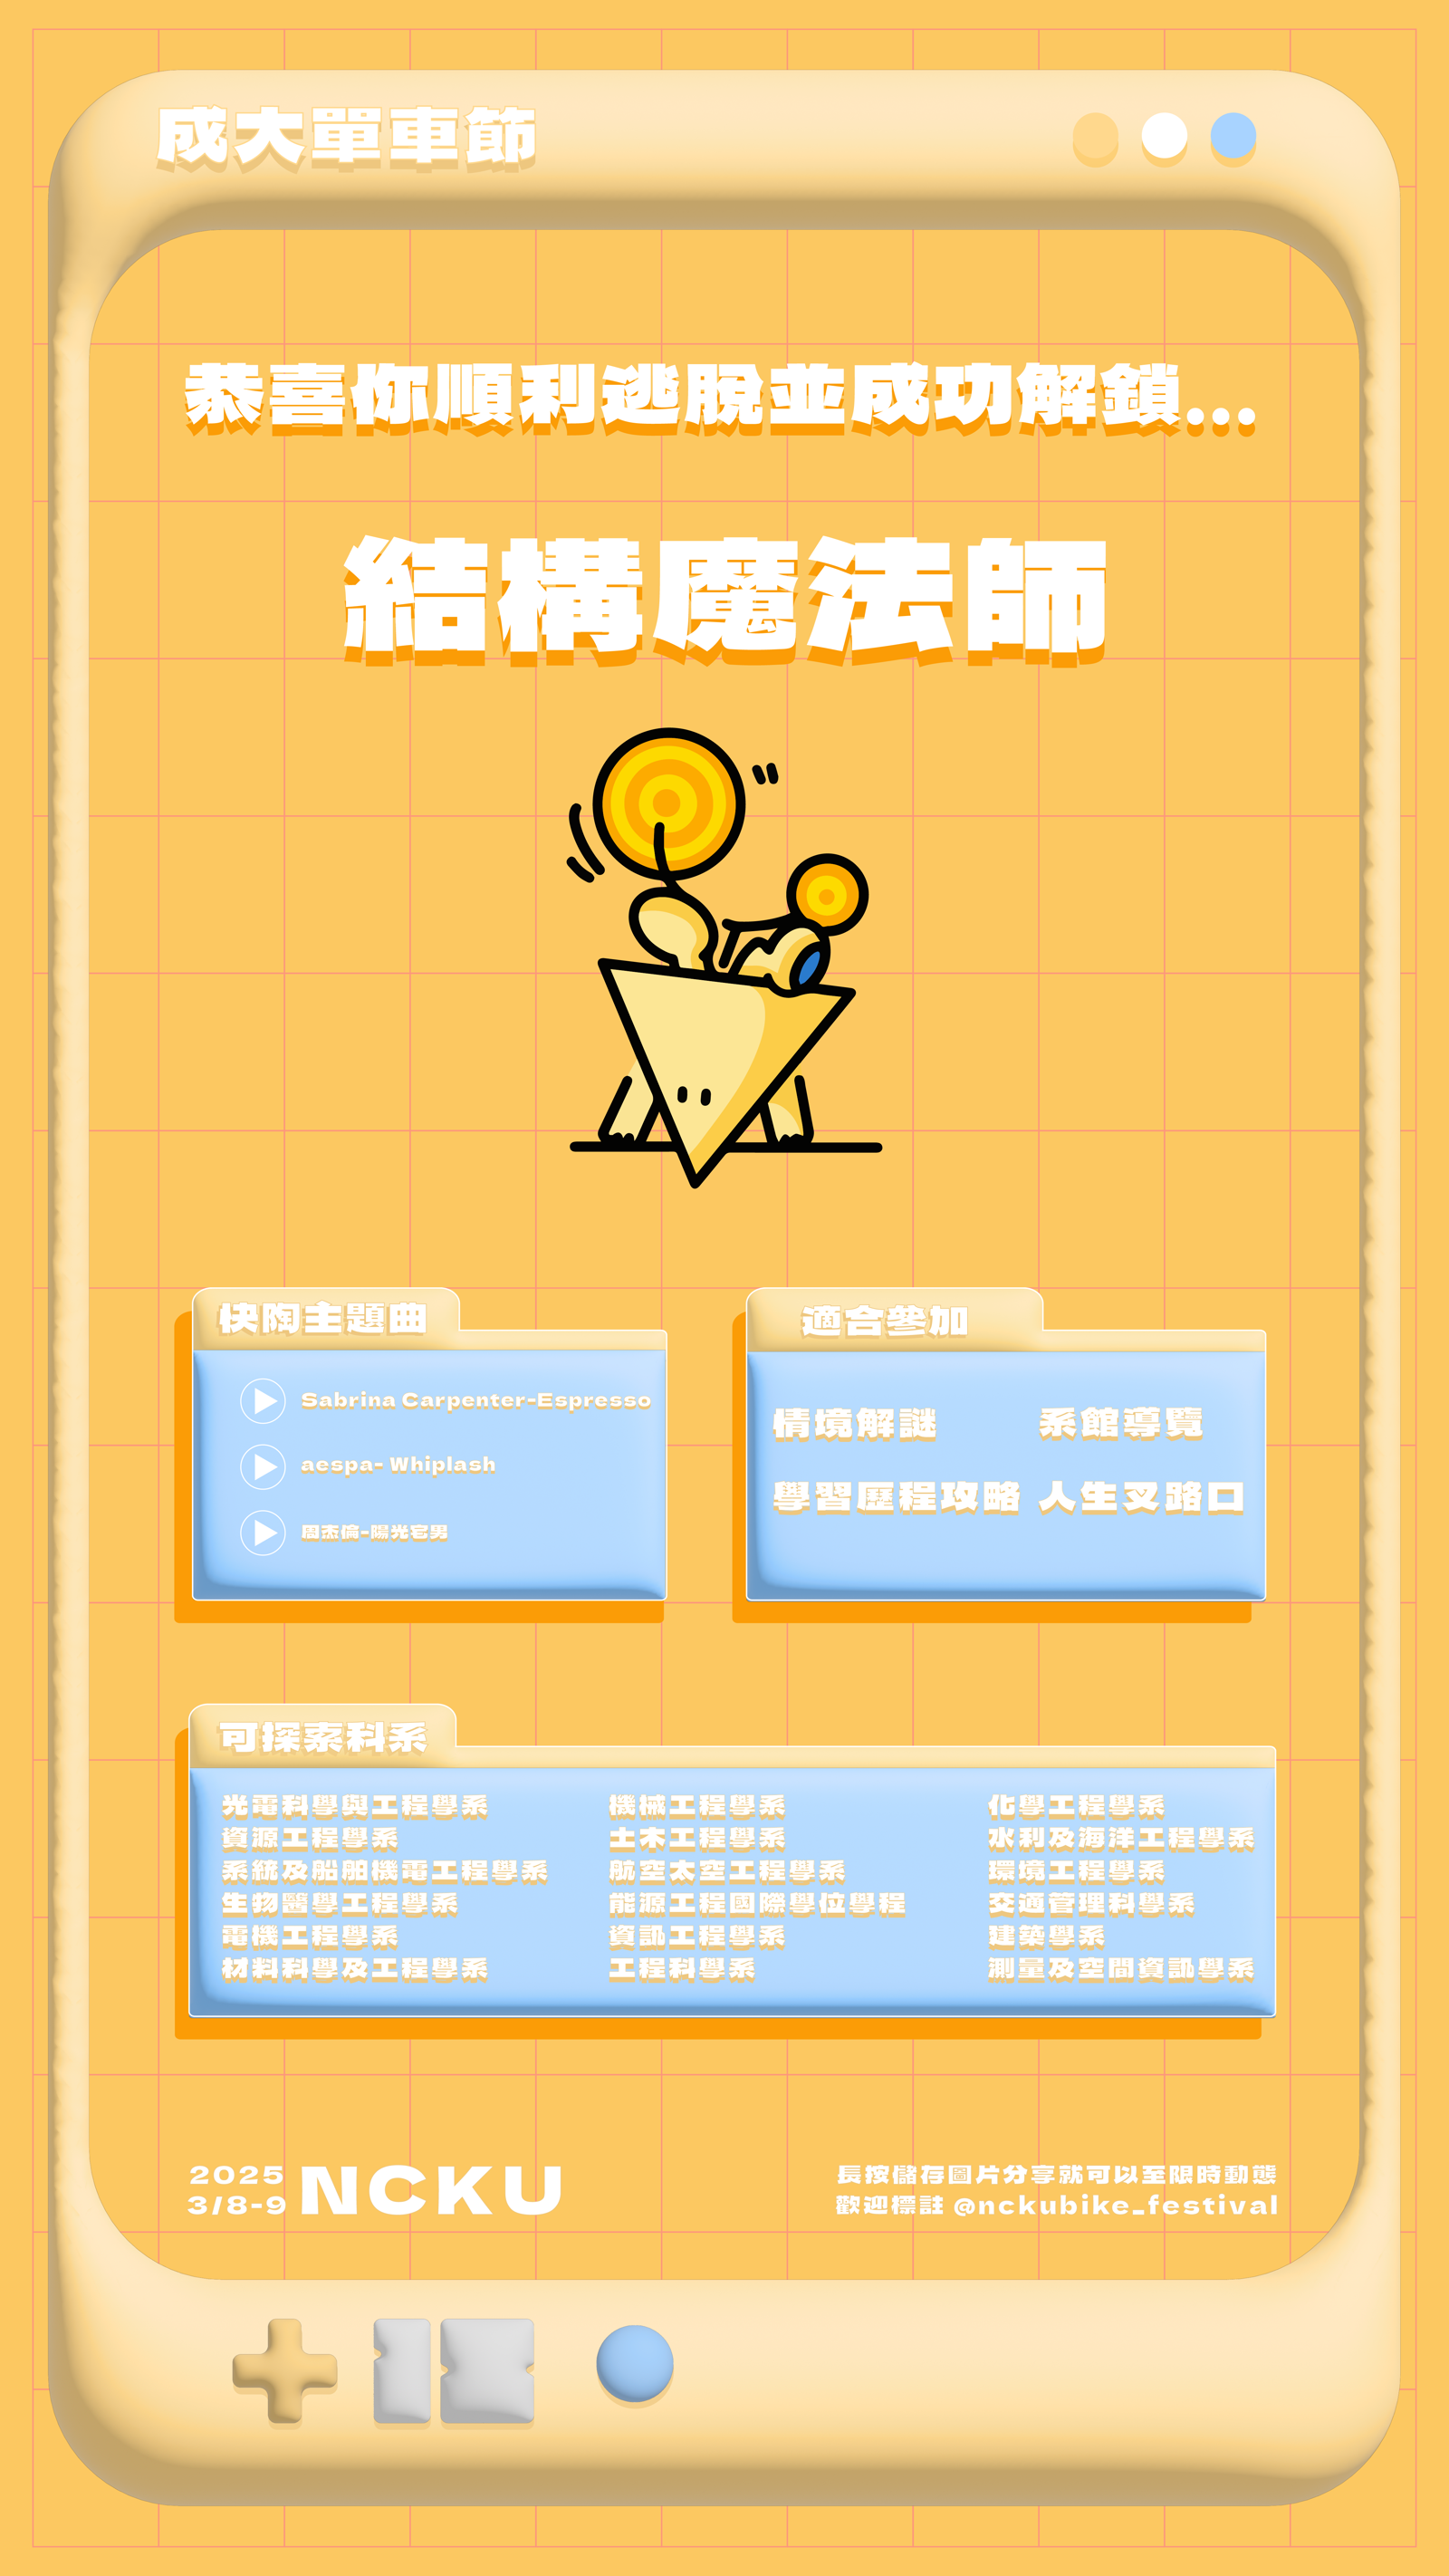 成大單車節
恭喜你順利逃脫並成功解鎖...
結構魔法師
快陶主題曲
Sabrina Carpenter-Espresso
aespa- Whiplash
周杰倫-陽光宅男
適合參加
情境解謎
系館導覽
學習歷程攻略
人生叉路口
可探索科系
光電科學與工程學系
資源工程學系
系統及船舶機電工程學系
生物醫學工程學系
電機工程學系
材料科學及工程學系
機械工程學系
土木工程學系
航空太空工程學系
能源工程國際學位學程
資訊工程學系
工程科學系
化學工程學系
水利及海洋工程學系
環境工程學系
交通管理科學系
建築學系
測量及空間資訊學系
2025
3/8-9
NCKU
長按儲存圖片分享就可以至限時動態
歡迎標註 @nckubike_festival